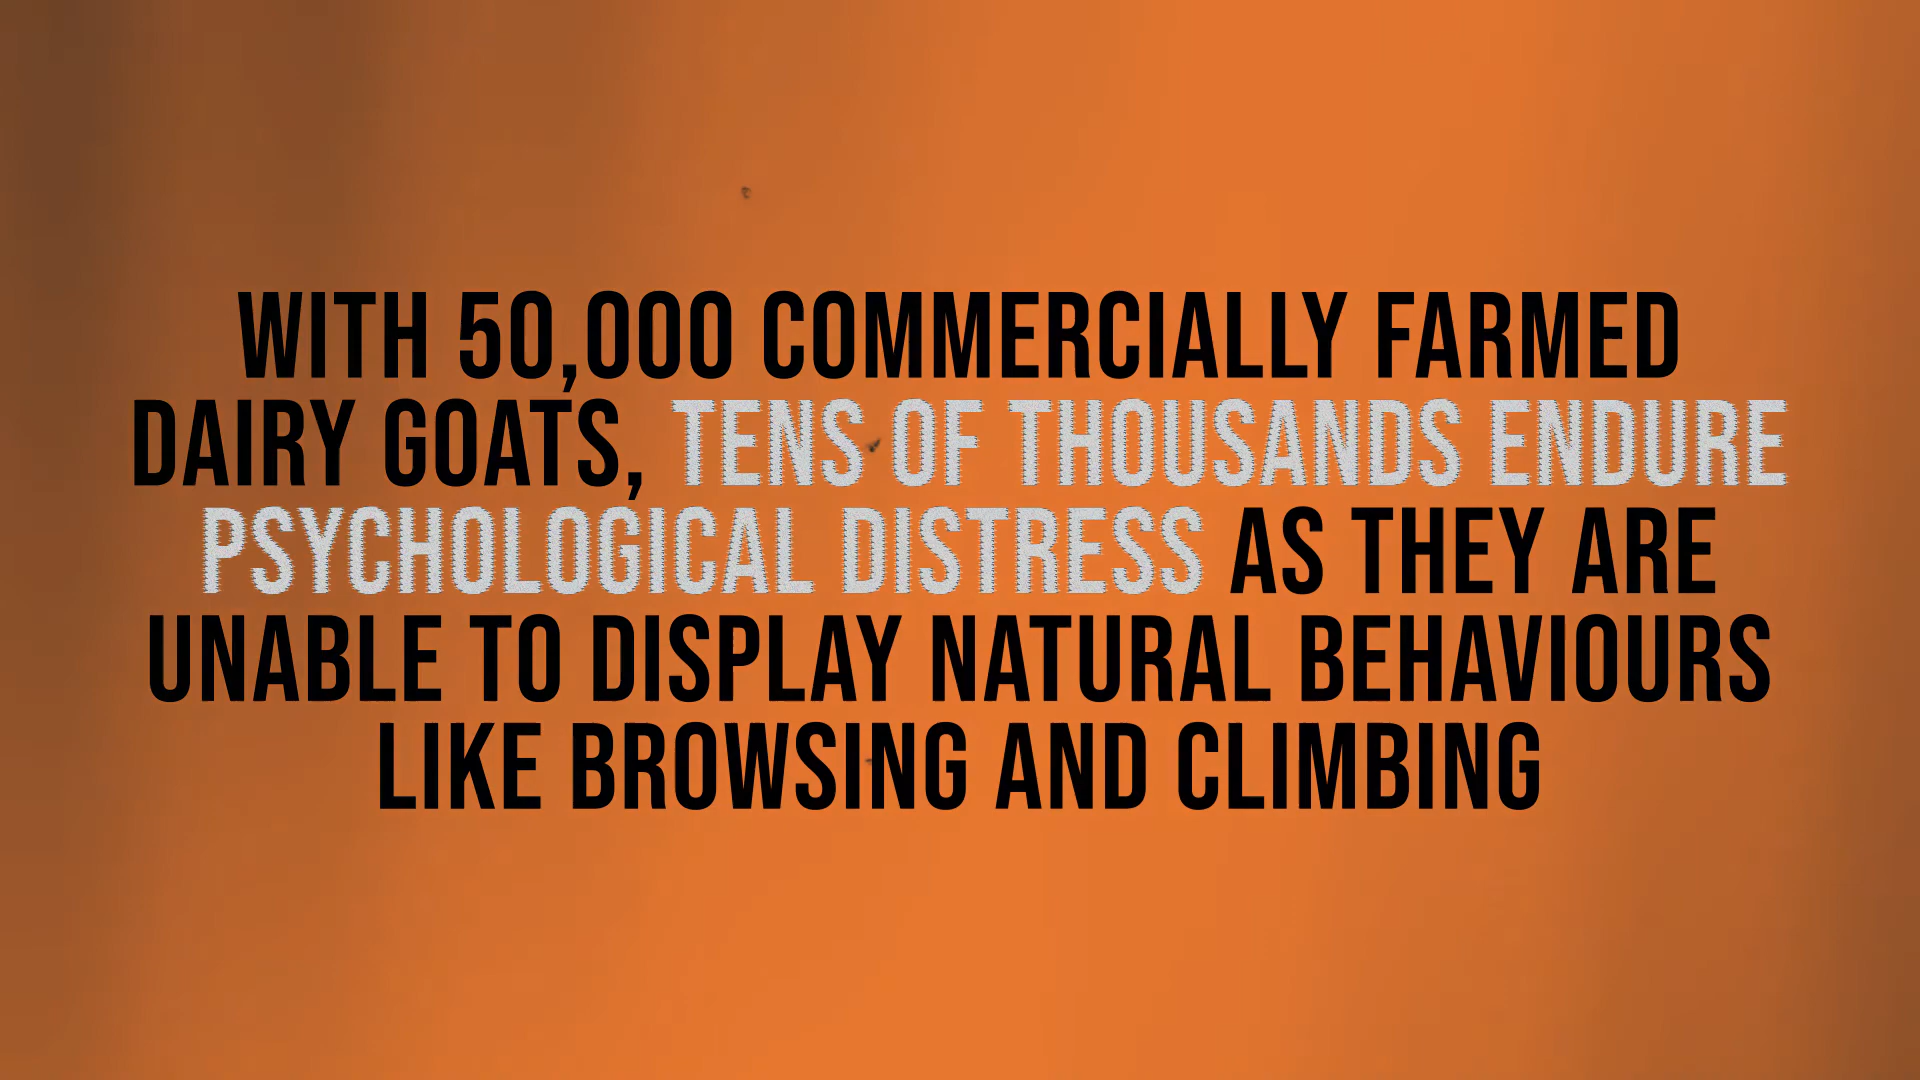 WITH 50,000 COMMERCIALLY FARMED
DAIRY GOATS, TENS OF THOUSANDS ENDURE
PSYCHOLOGICAL DISTRESS AS THEY ARE
UNABLE TO DISPLAY NATURAL BEHAVIOURS
LIKE BROWSING AND CLIMBING